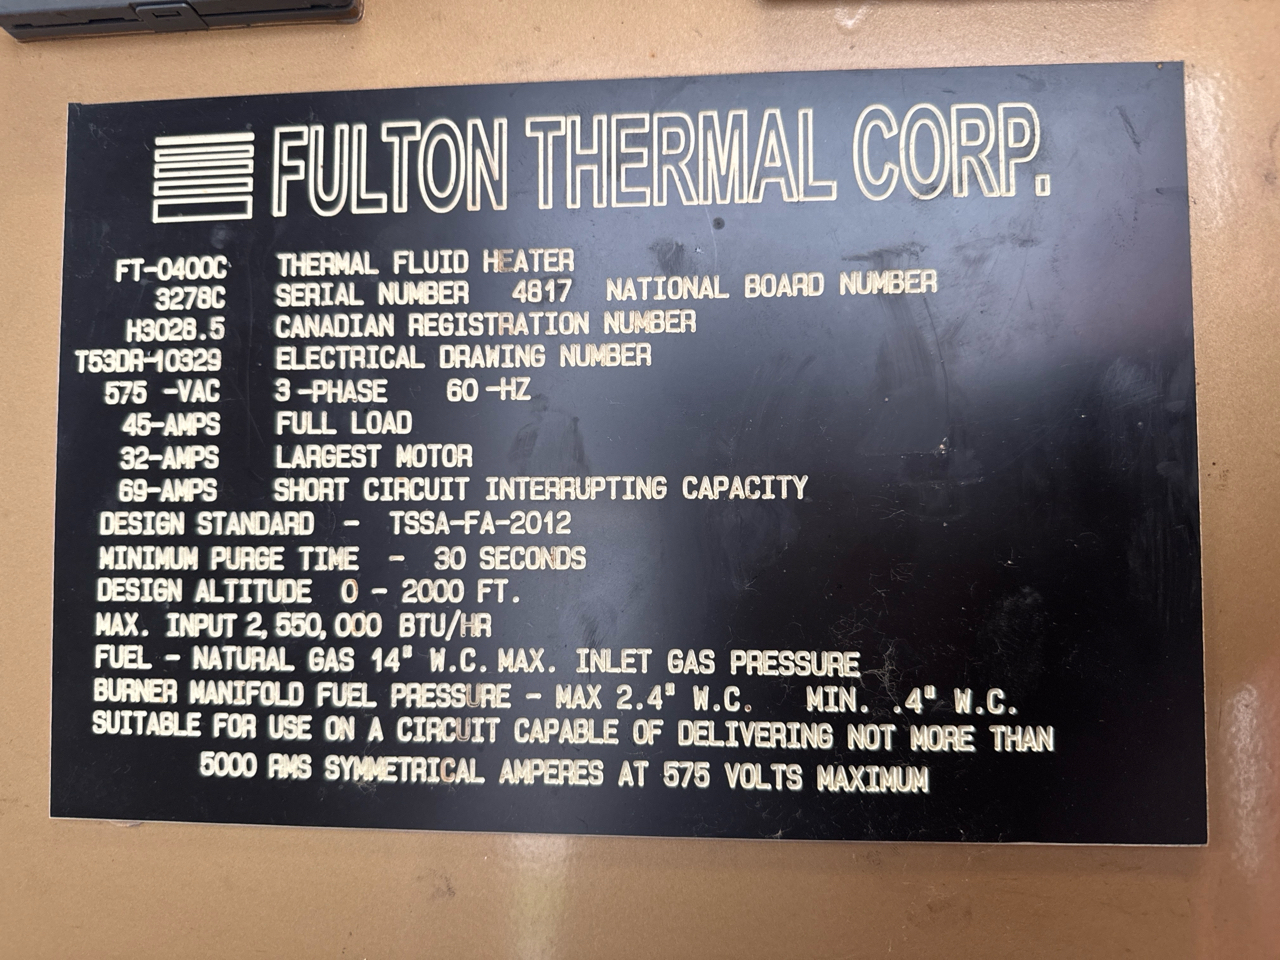 FULTON THERMAL CORP.
FT-0400C THERMAL FLUID HEATER
3278C SERIAL NUMBER 4817 NATIONAL BOARD NUMBER
H3028.5 CANADIAN REGISTRATION NUMBER
T53DR-10329 ELECTRICAL DRAWING NUMBER
575 -VAC 3-PHASE 60-HZ
45-AMPS FULL LOAD
32-AMPS LARGEST MOTOR
69-AMPS SHORT CIRCUIT INTERRUPTING CAPACITY
DESIGN STANDARD - TSSA-FA-2012
MINIMUM PURGE TIME - 30 SECONDS
DESIGN ALTITUDE 0 - 2000 FT.
MAX. INPUT 2,550,000 BTU/HR
FUEL - NATURAL GAS 14" W.C. MAX. INLET GAS PRESSURE
BURNER MANIFOLD FUEL PRESSURE - MAX 2.4" W.C. MIN. .4" W.C.
SUITABLE FOR USE ON A CIRCUIT CAPABLE OF DELIVERING NOT MORE THAN
5000 RMS SYMMETRICAL AMPERES AT 575 VOLTS MAXIMUM